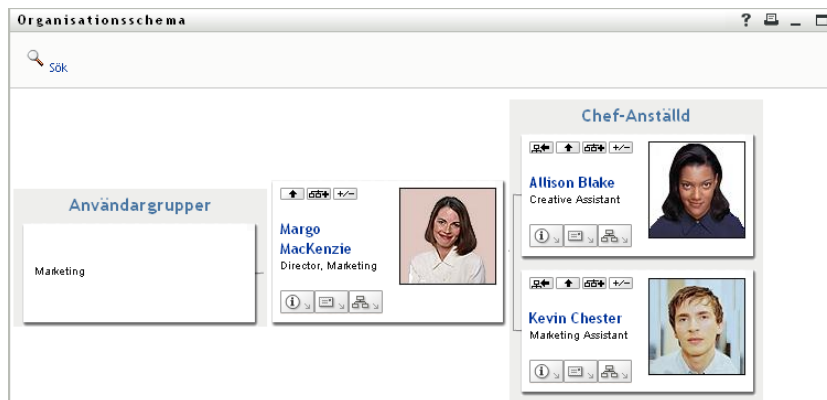 Organisationsschema
Sök
Användargrupper
Marketing
Margo
MacKenzie
Director, Marketing
Chef-Anställd
Allison Blake
Creative Assistant
Kevin Chester
Marketing Assistant